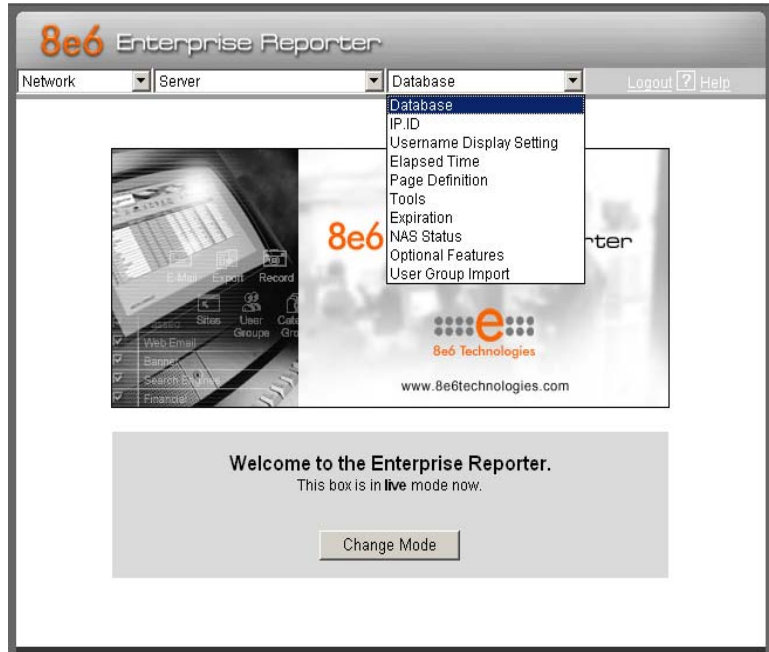 8e6 Enterprise Reporter
Network Server Database Logout ? Help
Database
IP.ID
Username Display Setting
Elapsed Time
Page Definition
Tools
Expiration
NAS Status
Optional Features
User Group Import
8e6 rter
E-Mail Export Record
Sites User Groups
Web Email
Banner
Search Engines
Financial
8e6 Technologies
www.8e6technologies.com
Welcome to the Enterprise Reporter.
This box is in live mode now.
Change Mode